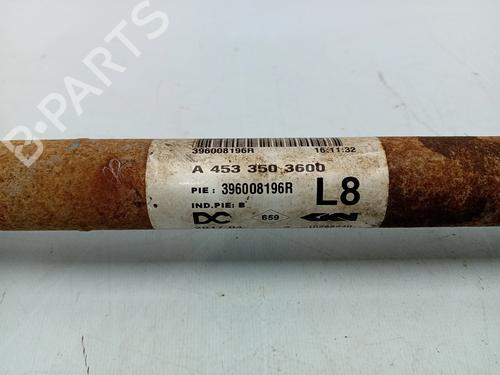 396008196R 16:11:32
A 453 350 3600
PIE : 396008196R L8
IND.PIE: B
DC 659 GKN
B-PARTS